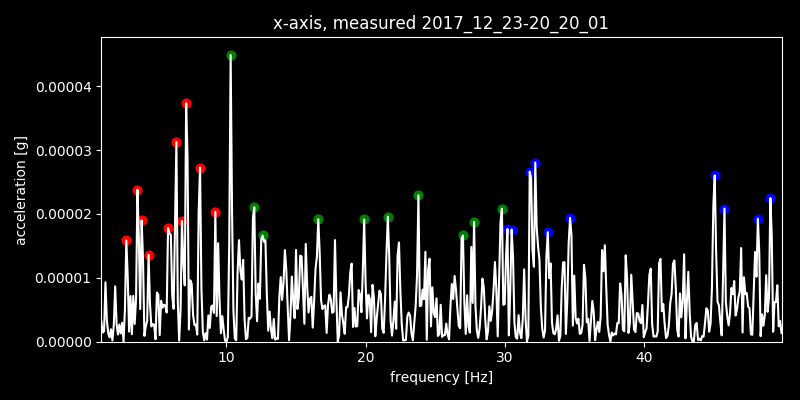 x-axis, measured 2017_12_23-20_20_01
0.00004
0.00003
0.00002
0.00001
0.00000
acceleration [g]
10 20 30 40
frequency [Hz]